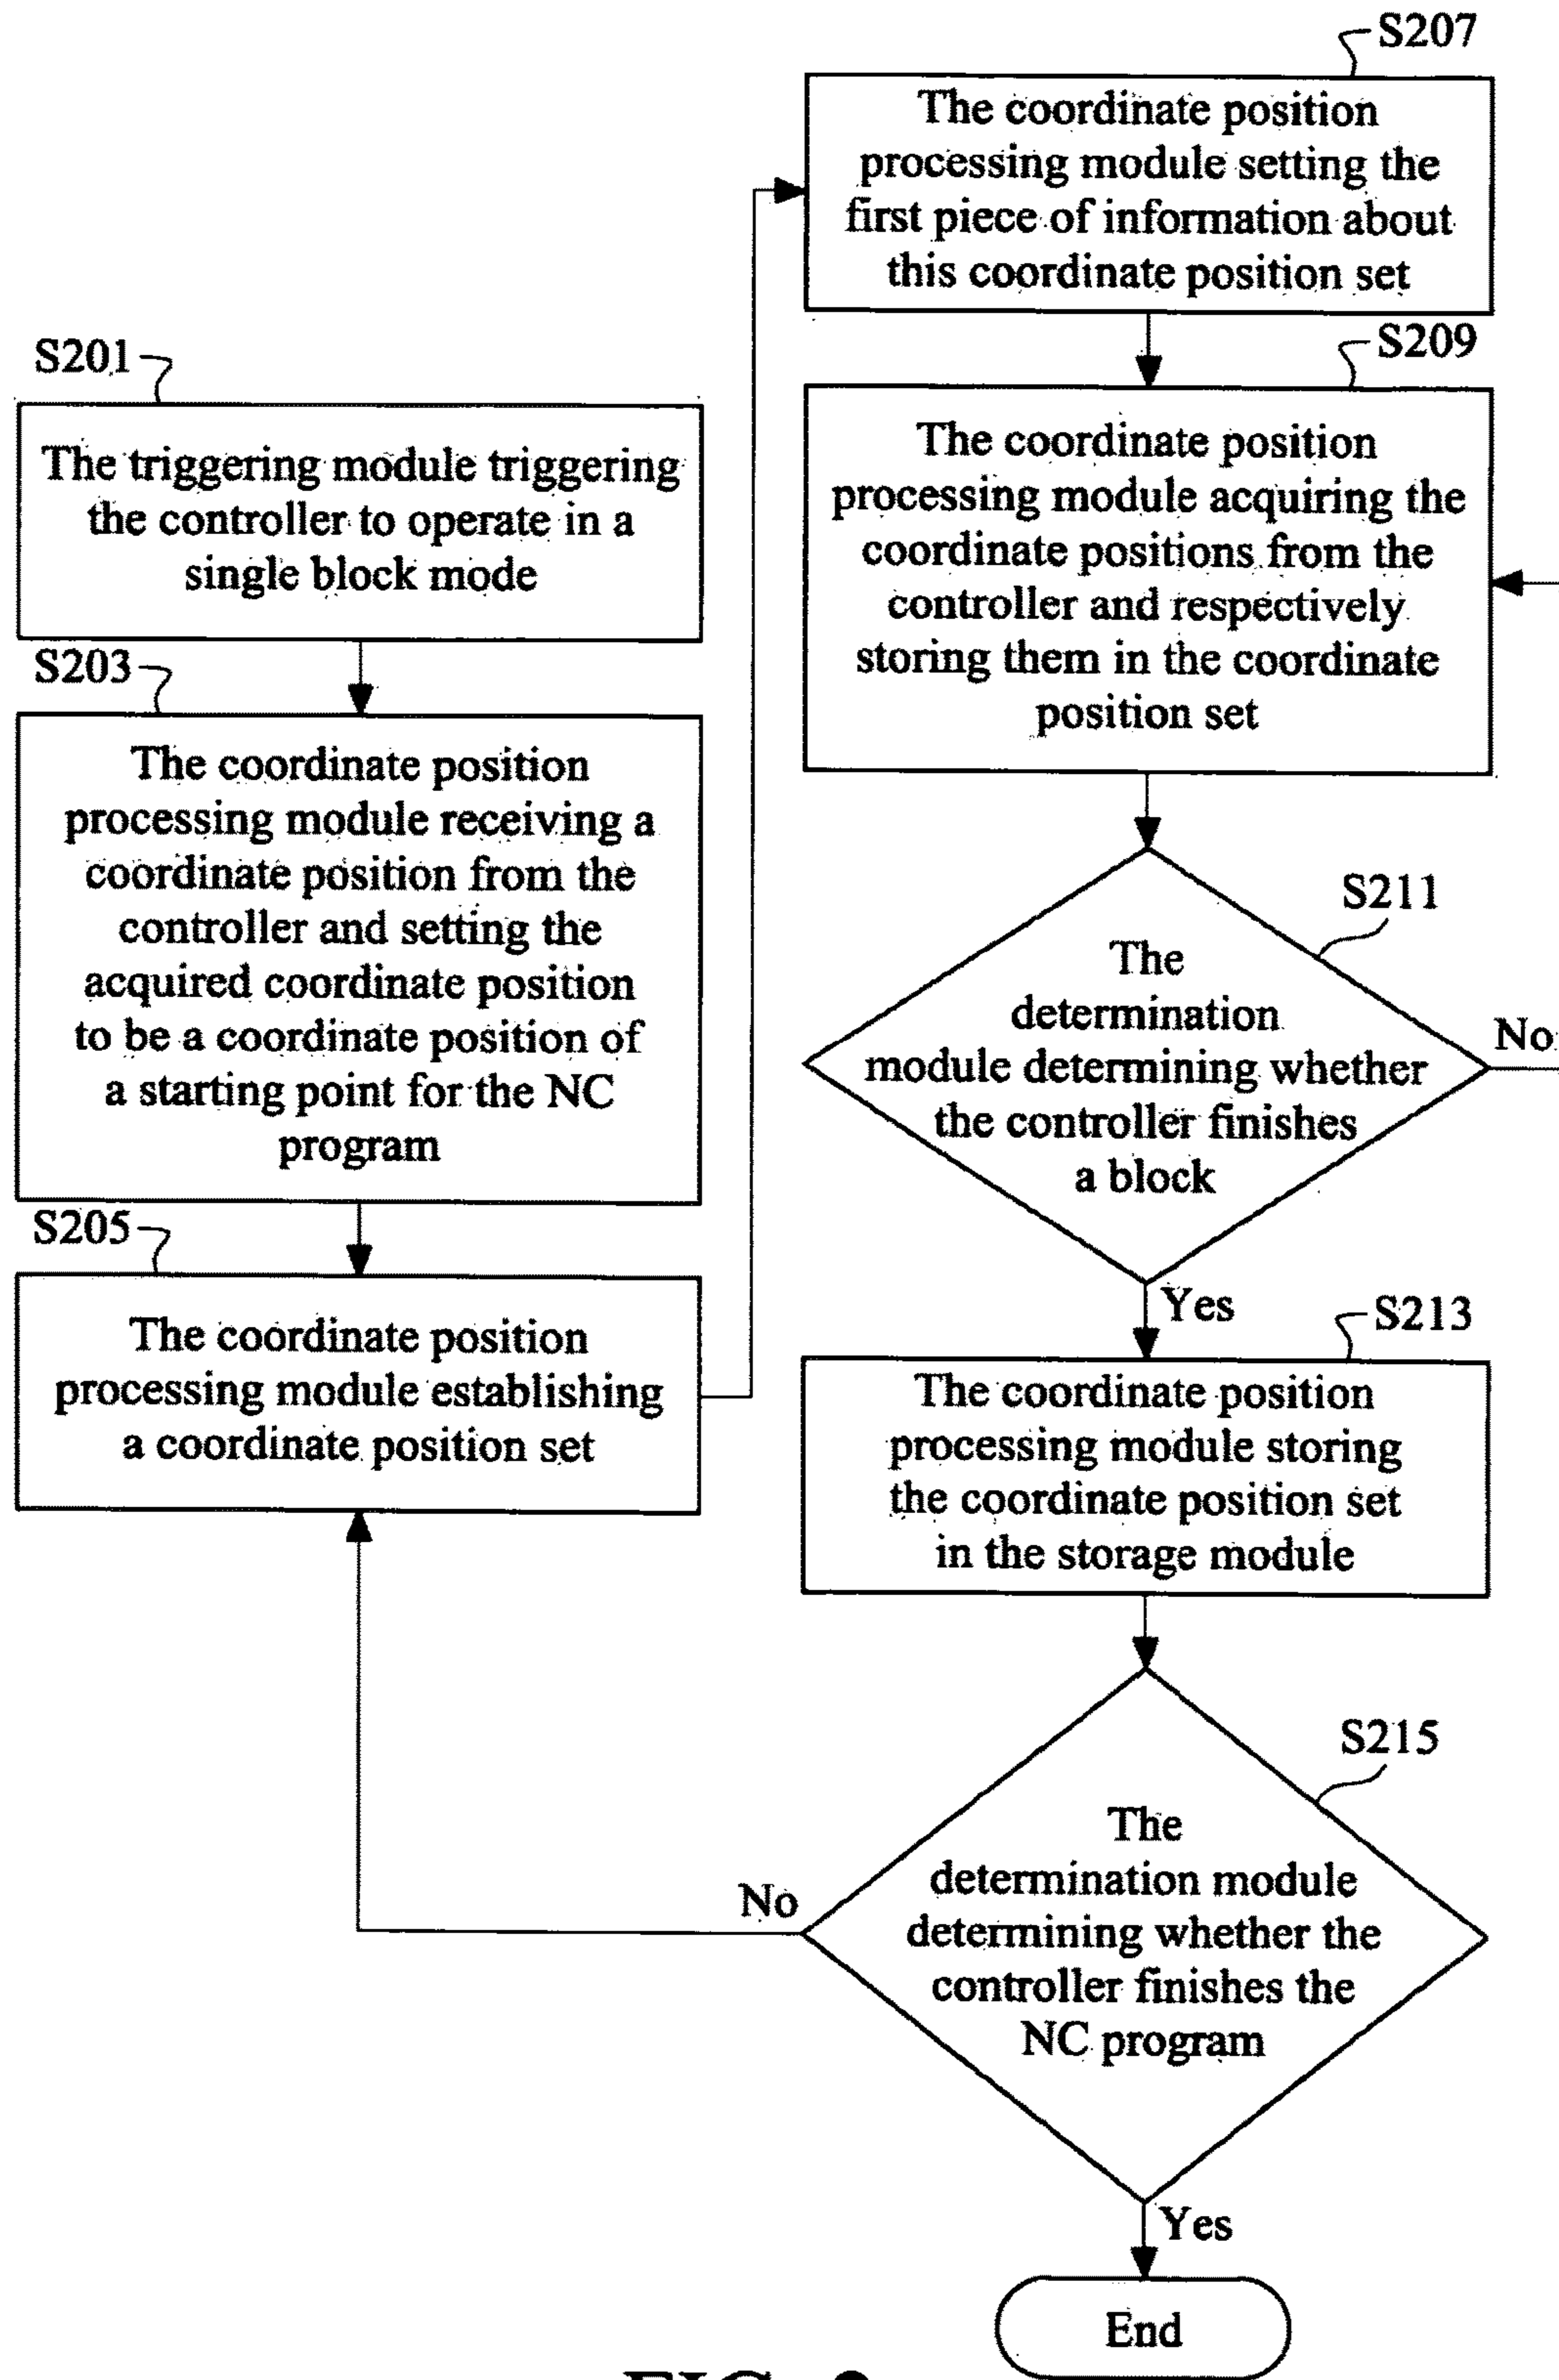 S201
The triggering module triggering
the controller to operate in a
single block mode
S203
The coordinate position
processing module receiving a
coordinate position from the
controller and setting the
acquired coordinate position
to be a coordinate position of
a starting point for the NC
program
S205
The coordinate position
processing module establishing
a coordinate position set
S207
The coordinate position
processing module setting the
first piece of information about
this coordinate position set
S209
The coordinate position
processing module acquiring the
coordinate positions from the
controller and respectively
storing them in the coordinate
position set
S211
The
determination
module determining whether
the controller finishes
a block
No
Yes
S213
The coordinate position
processing module storing
the coordinate position set
in the storage module
S215
The
determination module
determining whether the
controller finishes the
NC program
No
Yes
End